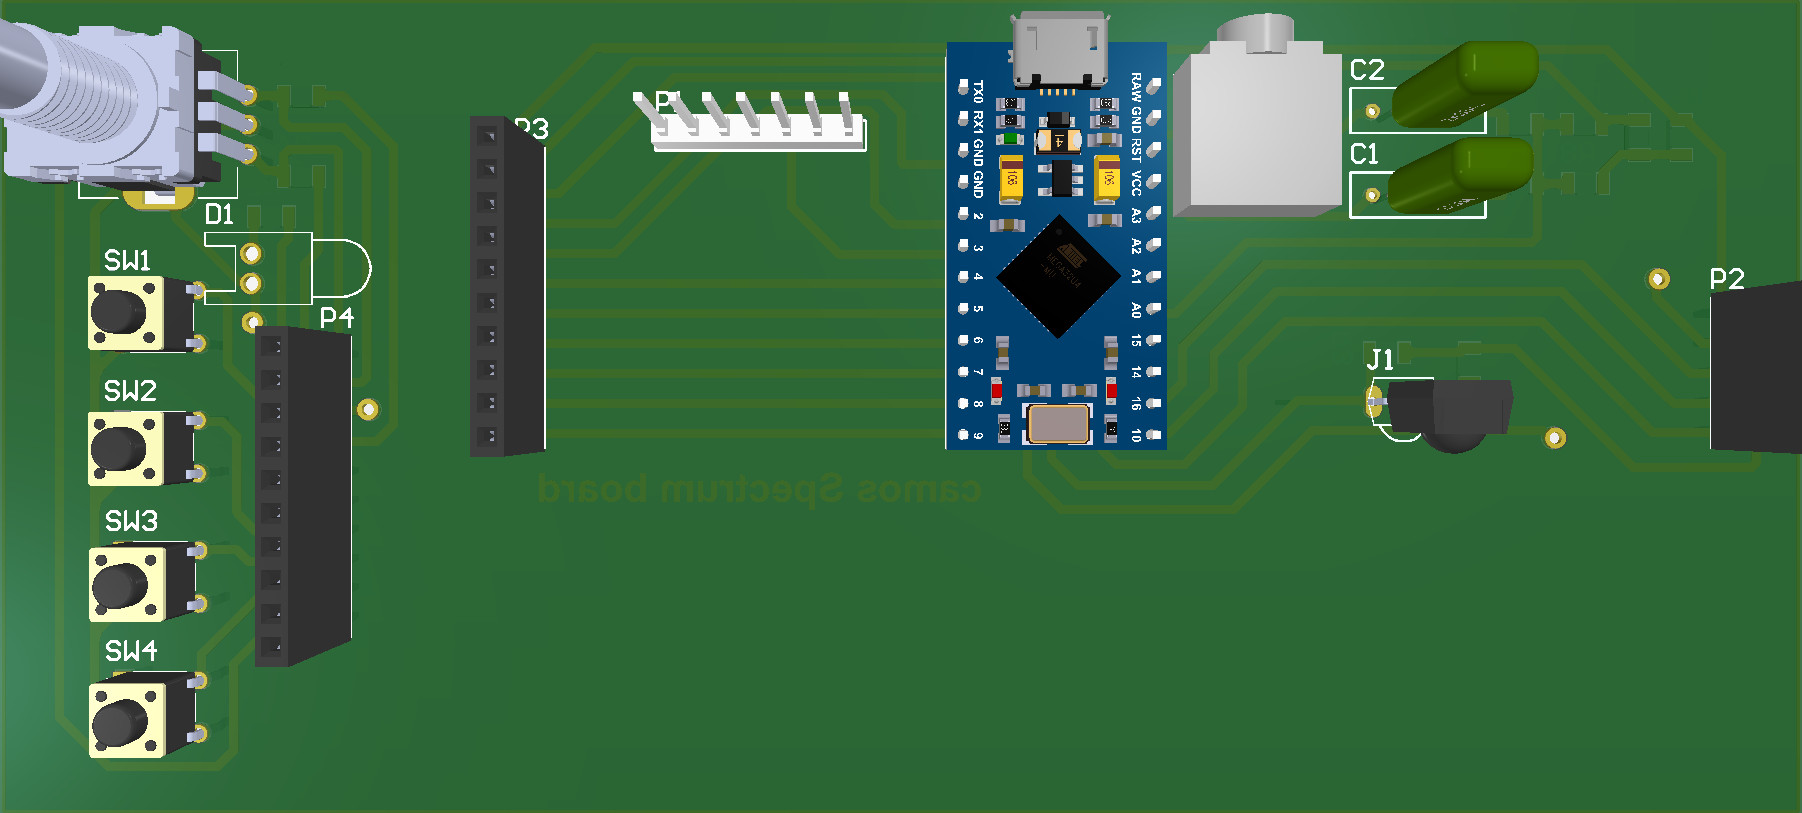 C2
C1
P3
D1
SW1
P4
SW2
SW3
SW4
P2
J1
TX0
RX1
GND
GND
2
3
4
5
6
7
8
9
RAW
GND
RST
VCC
A3
A2
A1
A0
15
14
16
10
106
106
camos Spectrum board